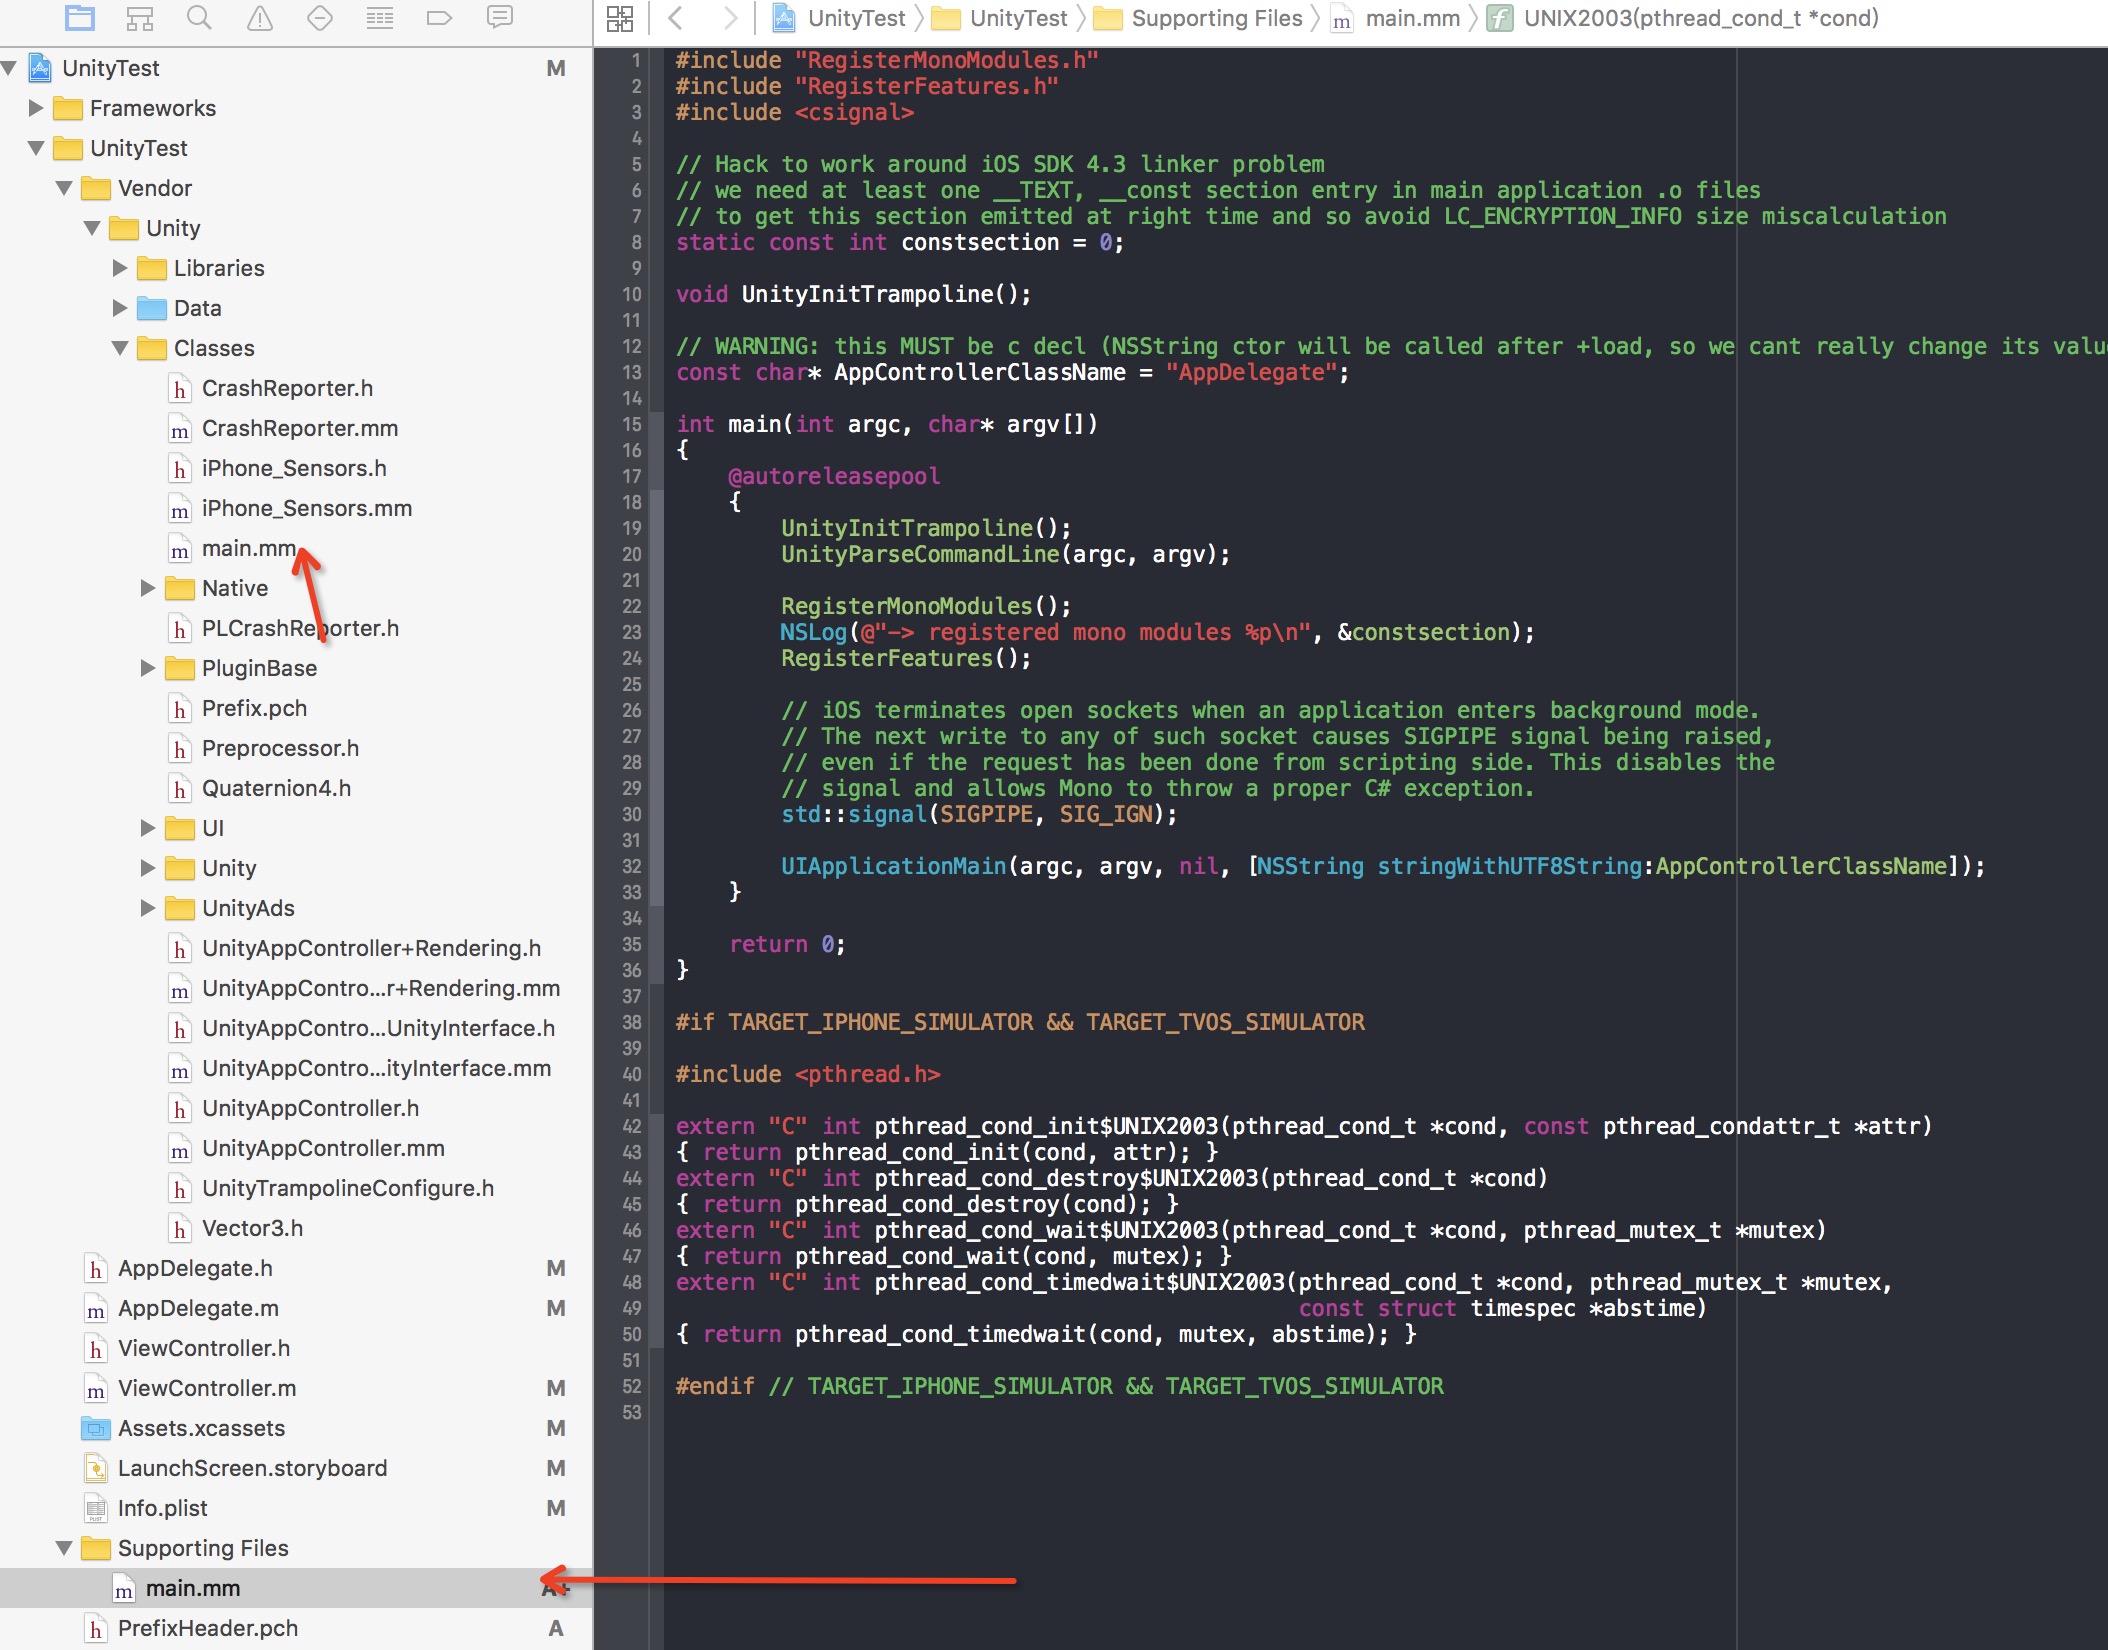 UnityTest
UnityTest
Supporting Files
main.mm
UNIX2003(pthread_cond_t *cond)
UnityTest M
Frameworks
UnityTest
Vendor
Unity
Libraries
Data
Classes
h CrashReporter.h
m CrashReporter.mm
h iPhone_Sensors.h
m iPhone_Sensors.mm
m main.mm
Native
h PLCrashReporter.h
PluginBase
h Prefix.pch
h Preprocessor.h
h Quaternion4.h
UI
Unity
UnityAds
h UnityAppController+Rendering.h
m UnityAppContro...r+Rendering.mm
h UnityAppContro...UnityInterface.h
m UnityAppContro...ityInterface.mm
h UnityAppController.h
m UnityAppController.mm
h UnityTrampolineConfigure.h
h Vector3.h
h AppDelegate.h M
m AppDelegate.m M
h ViewController.h
m ViewController.m M
Assets.xcassets M
LaunchScreen.storyboard M
Info.plist M
Supporting Files
m main.mm A+
h PrefixHeader.pch A
1 #include "RegisterMonoModules.h"
2 #include "RegisterFeatures.h"
3 #include <csignal>
4
5 // Hack to work around iOS SDK 4.3 linker problem
6 // we need at least one __TEXT, __const section entry in main application .o files
7 // to get this section emitted at right time and so avoid LC_ENCRYPTION_INFO size miscalculation
8 static const int constsection = 0;
9
10 void UnityInitTrampoline();
11
12 // WARNING: this MUST be c decl (NSString ctor will be called after +load, so we cant really change its valu
13 const char* AppControllerClassName = "AppDelegate";
14
15 int main(int argc, char* argv[])
16 {
17 @autoreleasepool
18 {
19 UnityInitTrampoline();
20 UnityParseCommandLine(argc, argv);
21
22 RegisterMonoModules();
23 NSLog(@"-> registered mono modules %p\n", &constsection);
24 RegisterFeatures();
25
26 // iOS terminates open sockets when an application enters background mode.
27 // The next write to any of such socket causes SIGPIPE signal being raised,
28 // even if the request has been done from scripting side. This disables the
29 // signal and allows Mono to throw a proper C# exception.
30 std::signal(SIGPIPE, SIG_IGN);
31
32 UIApplicationMain(argc, argv, nil, [NSString stringWithUTF8String:AppControllerClassName]);
33 }
34
35 return 0;
36 }
37
38 #if TARGET_IPHONE_SIMULATOR && TARGET_TVOS_SIMULATOR
39
40 #include <pthread.h>
41
42 extern "C" int pthread_cond_init$UNIX2003(pthread_cond_t *cond, const pthread_condattr_t *attr)
43 { return pthread_cond_init(cond, attr); }
44 extern "C" int pthread_cond_destroy$UNIX2003(pthread_cond_t *cond)
45 { return pthread_cond_destroy(cond); }
46 extern "C" int pthread_cond_wait$UNIX2003(pthread_cond_t *cond, pthread_mutex_t *mutex)
47 { return pthread_cond_wait(cond, mutex); }
48 extern "C" int pthread_cond_timedwait$UNIX2003(pthread_cond_t *cond, pthread_mutex_t *mutex,
49 const struct timespec *abstime)
50 { return pthread_cond_timedwait(cond, mutex, abstime); }
51
52 #endif // TARGET_IPHONE_SIMULATOR && TARGET_TVOS_SIMULATOR
53